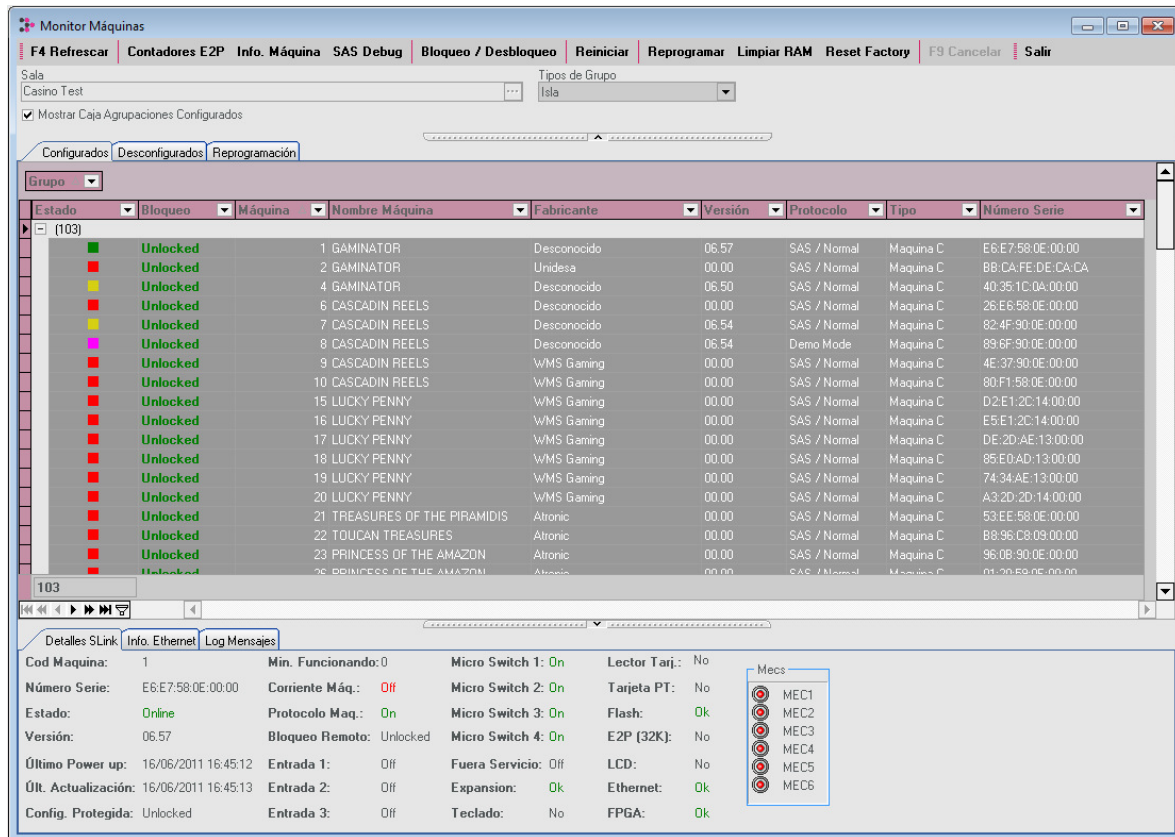 Monitor Máquinas
F4 Refrescar Contadores E2P Info. Máquina SAS Debug Bloqueo / Desbloqueo Reiniciar Reprogramar Limpiar RAM Reset Factory F9 Cancelar Salir
Sala Tipos de Grupo
Casino Test ... Isla
Mostrar Caja Agrupaciones Configurados
Configurados Desconfigurados Reprogramación
Grupo
Estado Bloqueo Máquina Nombre Máquina Fabricante Versión Protocolo Tipo Número Serie
(103)
Unlocked 1 GAMINATOR Desconocido 06.57 SAS / Normal Maquina C E6:E7:58:0E:00:00
Unlocked 2 GAMINATOR Unidesa 00.00 SAS / Normal Maquina C BB:CA:FE:DE:CA:CA
Unlocked 4 GAMINATOR Desconocido 06.50 SAS / Normal Maquina C 40:35:1C:0A:00:00
Unlocked 6 CASCADIN REELS Desconocido 00.00 SAS / Normal Maquina C 26:E6:58:0E:00:00
Unlocked 7 CASCADIN REELS Desconocido 06.54 SAS / Normal Maquina C 82:4F:90:0E:00:00
Unlocked 8 CASCADIN REELS Desconocido 06.54 Demo Mode Maquina C 89:6F:90:0E:00:00
Unlocked 9 CASCADIN REELS WMS Gaming 00.00 SAS / Normal Maquina C 4E:37:90:0E:00:00
Unlocked 10 CASCADIN REELS WMS Gaming 00.00 SAS / Normal Maquina C 80:F1:58:0E:00:00
Unlocked 15 LUCKY PENNY WMS Gaming 00.00 SAS / Normal Maquina C D2:E1:2C:14:00:00
Unlocked 16 LUCKY PENNY WMS Gaming 00.00 SAS / Normal Maquina C E5:E1:2C:14:00:00
Unlocked 17 LUCKY PENNY WMS Gaming 00.00 SAS / Normal Maquina C DE:2D:AE:13:00:00
Unlocked 18 LUCKY PENNY WMS Gaming 00.00 SAS / Normal Maquina C 85:E0:AD:13:00:00
Unlocked 19 LUCKY PENNY WMS Gaming 00.00 SAS / Normal Maquina C 74:34:AE:13:00:00
Unlocked 20 LUCKY PENNY WMS Gaming 00.00 SAS / Normal Maquina C A3:2D:2D:14:00:00
Unlocked 21 TREASURES OF THE PIRAMIDIS Atronic 00.00 SAS / Normal Maquina C 53:EE:58:0E:00:00
Unlocked 22 TOUCAN TREASURES Atronic 00.00 SAS / Normal Maquina C B8:96:C8:09:00:00
Unlocked 23 PRINCESS OF THE AMAZON Atronic 00.00 SAS / Normal Maquina C 96:0B:90:0E:00:00
Unlocked 26 PRINCESS OF THE AMAZON Atronic 00.00 SAS / Normal Maquina C 01:20:59:0E:00:00
103
Detalles SLink Info. Ethernet Log Mensajes
Cod Maquina: 1 Min. Funcionando: 0 Micro Switch 1: On Lector Tarj.: No Mecs
Número Serie: E6:E7:58:0E:00:00 Corriente Máq.: Off Micro Switch 2: On Tarjeta PT: No MEC1
Estado: Online Protocolo Maq.: On Micro Switch 3: On Flash: Ok MEC2
Versión: 06.57 Bloqueo Remoto: Unlocked Micro Switch 4: On E2P (32K): No MEC3
MEC4
Último Power up: 16/06/2011 16:45:12 Entrada 1: Off Fuera Servicio: Off LCD: No MEC5
Últ. Actualización: 16/06/2011 16:45:13 Entrada 2: Off Expansion: Ok Ethernet: Ok MEC6
Config. Protegida: Unlocked Entrada 3: Off Teclado: No FPGA: Ok